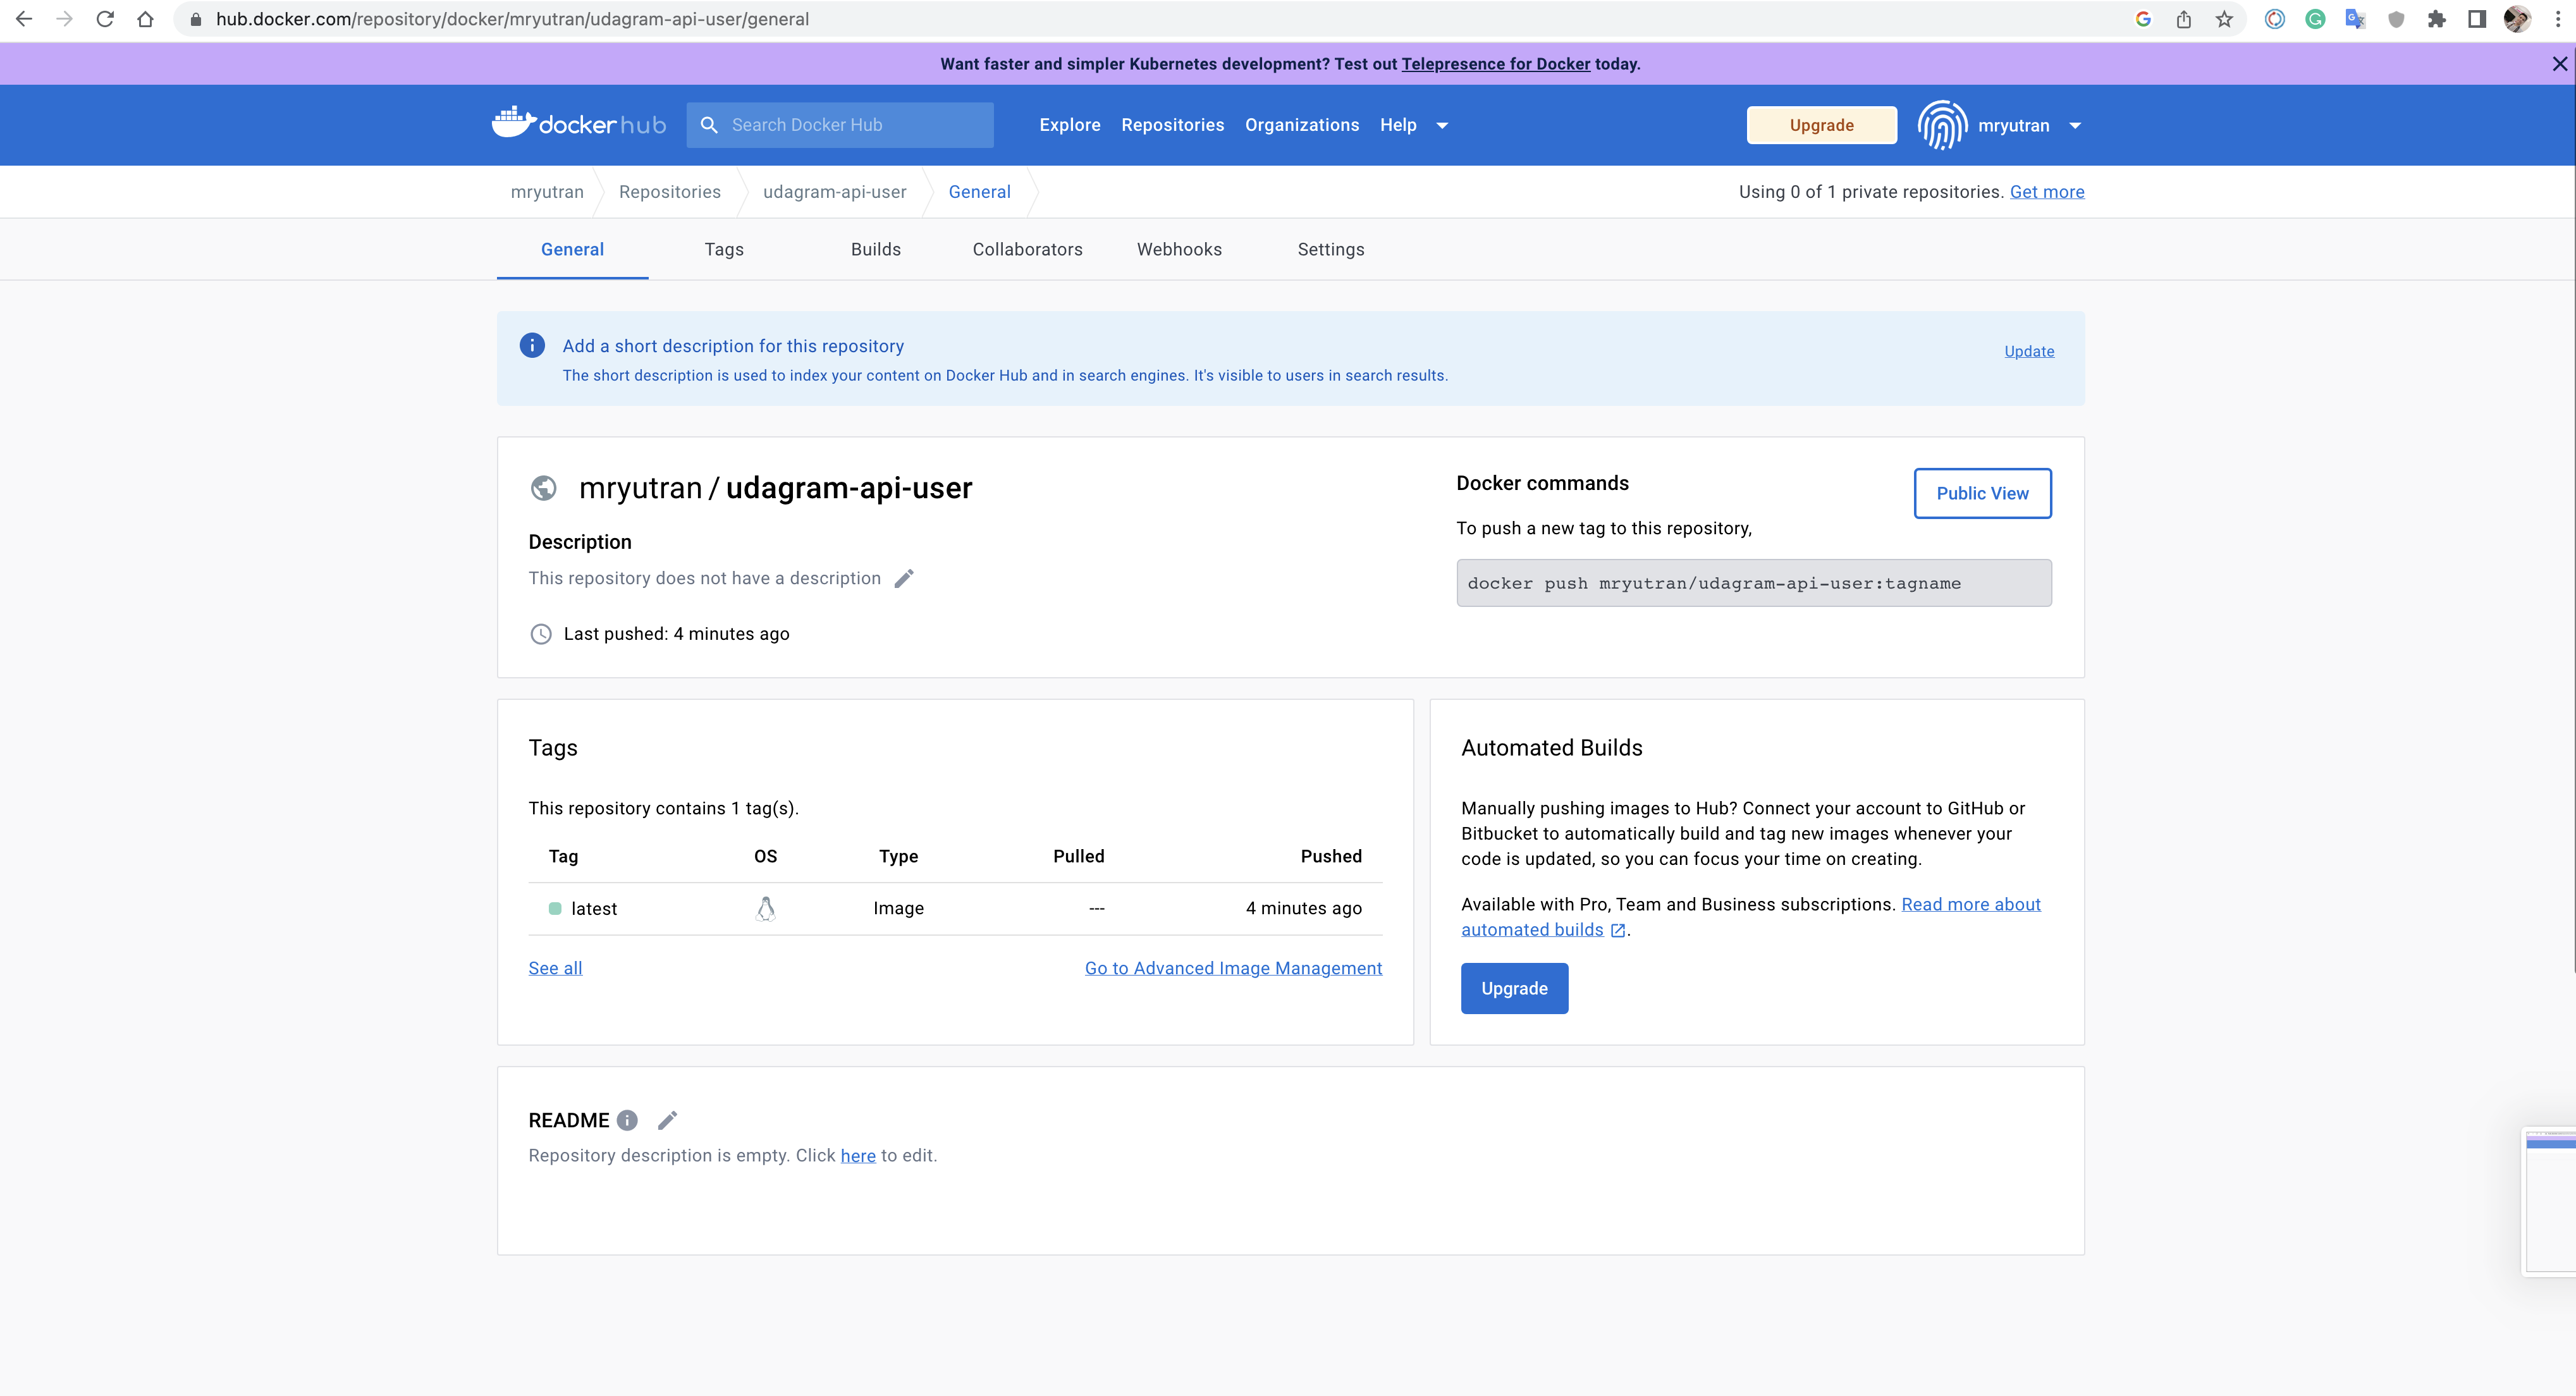 hub.docker.com/repository/docker/mryutran/udagram-api-user/general
Want faster and simpler Kubernetes development? Test out Telepresence for Docker today.
docker hub
Search Docker Hub
Explore
Repositories
Organizations
Help
Upgrade
mryutran
mryutran
Repositories
udagram-api-user
General
Using 0 of 1 private repositories. Get more
General
Tags
Builds
Collaborators
Webhooks
Settings
Add a short description for this repository
Update
The short description is used to index your content on Docker Hub and in search engines. It's visible to users in search results.
mryutran / udagram-api-user
Description
This repository does not have a description
Last pushed: 4 minutes ago
Docker commands
Public View
To push a new tag to this repository,
docker push mryutran/udagram-api-user:tagname
Tags
This repository contains 1 tag(s).
Tag OS Type Pulled Pushed
latest Image --- 4 minutes ago
See all
Go to Advanced Image Management
Automated Builds
Manually pushing images to Hub? Connect your account to GitHub or
Bitbucket to automatically build and tag new images whenever your
code is updated, so you can focus your time on creating.
Available with Pro, Team and Business subscriptions. Read more about
automated builds .
Upgrade
README
Repository description is empty. Click here to edit.